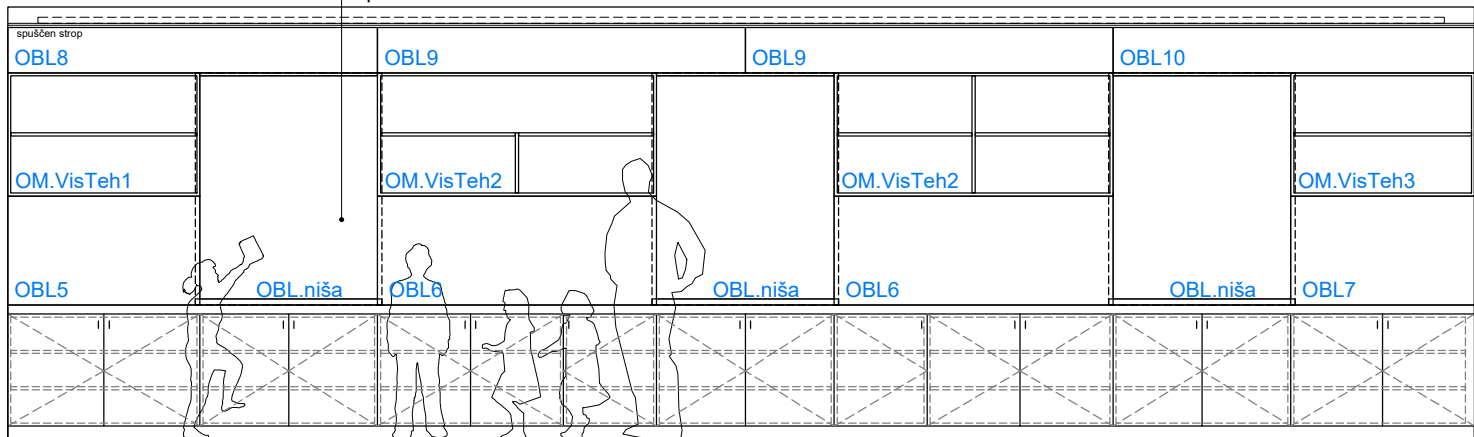 spuščen strop
OBL8
OBL9
OBL9
OBL10
OM.VisTeh1
OM.VisTeh2
OM.VisTeh2
OM.VisTeh3
OBL5
OBL.niša
OBL6
OBL.niša
OBL6
OBL.niša
OBL7